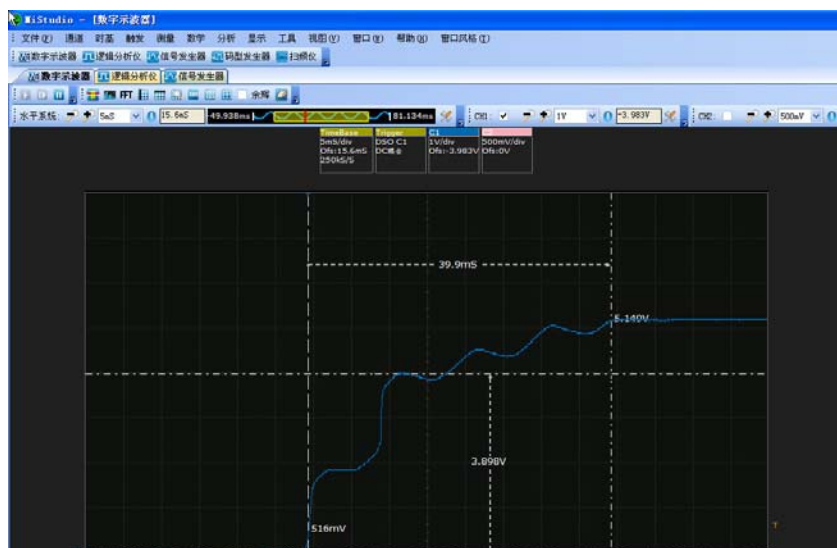 MiStudio - [数字示波器]
文件(F) 通道 时基 触发 测量 数学 分析 显示 工具 视图(V) 窗口(W) 帮助(H) 窗口风格(T)
数字示波器 逻辑分析仪 信号发生器 码型发生器 扫频仪
数字示波器 逻辑分析仪 信号发生器
FFT 余辉
水平系统: 5mS 15.6mS -49.938ms 181.134ms CH1: 1V -3.983V CH2: 500mV
TimeBase Trigger C1
5mS/div DSO C1 1V/div 500mV/div
Ofs:15.6mS DC耦合 Ofs:-3.983V Ofs:0V
250kS/S
39.9mS
5.140V
3.898V
516mV
T